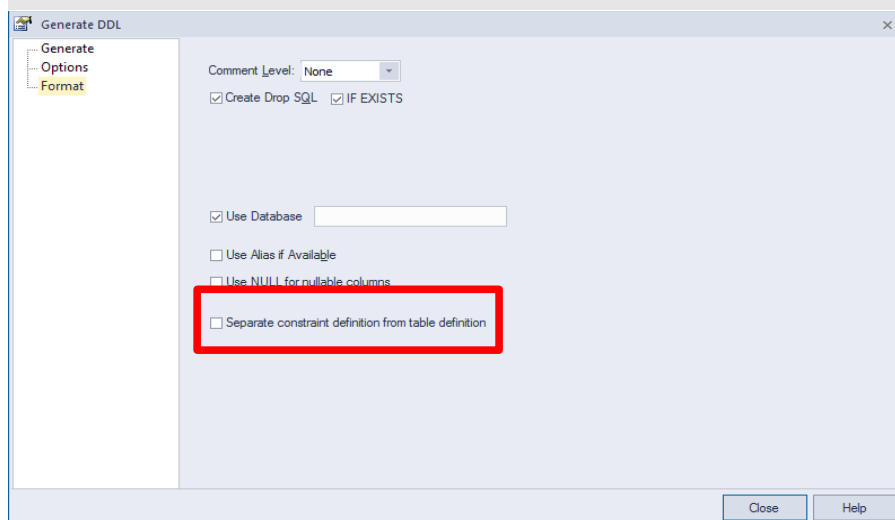 Generate DDL
Generate
Options
Format
Comment Level: None
Create Drop SQL IF EXISTS
Use Database
Use Alias if Available
Use NULL for nullable columns
Separate constraint definition from table definition
Close Help